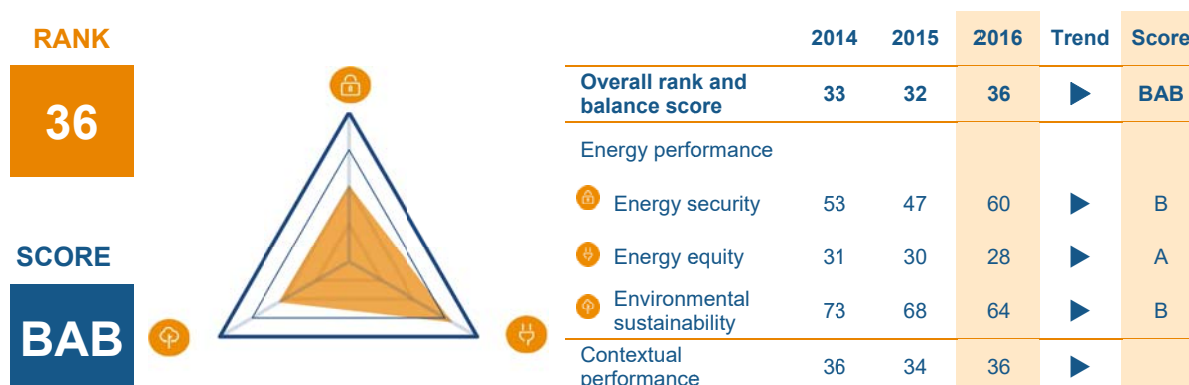 RANK
36
SCORE
BAB
2014 2015 2016 Trend Score
Overall rank and
balance score 33 32 36 BAB
Energy performance
Energy security 53 47 60 B
Energy equity 31 30 28 A
Environmental
sustainability 73 68 64 B
Contextual
performance 36 34 36